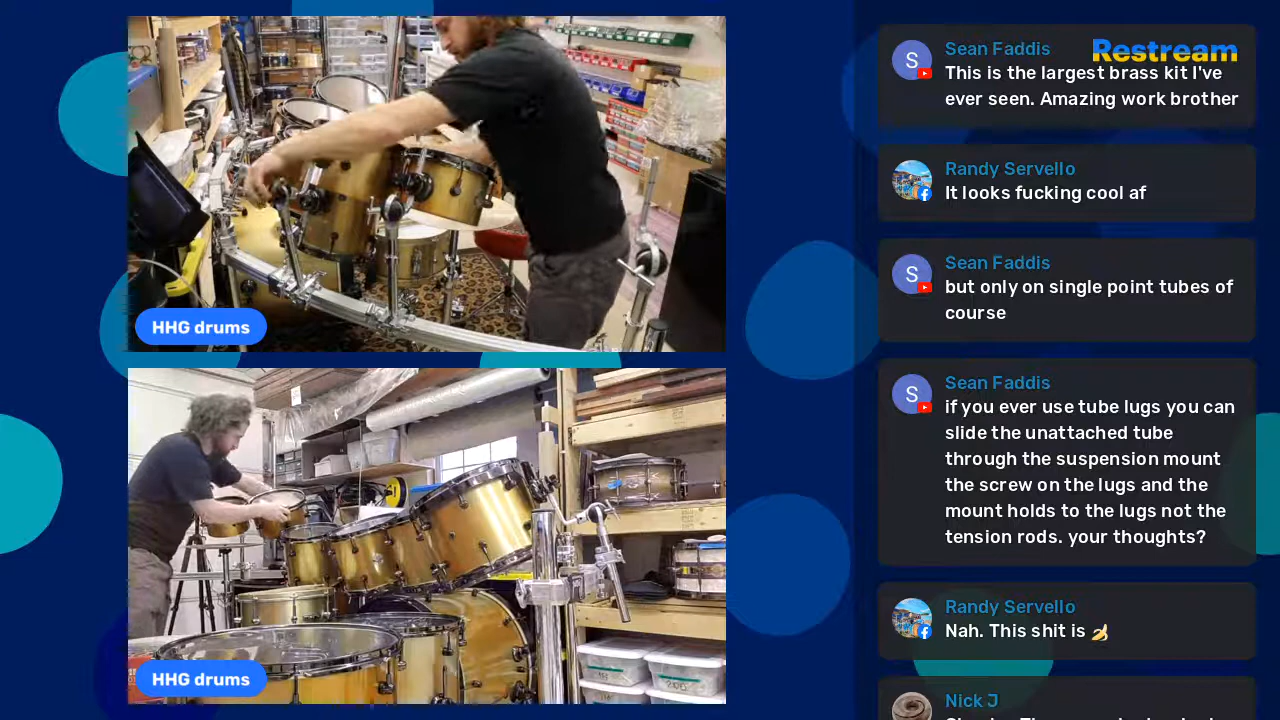 HHG drums
HHG drums
Restream
Sean Faddis
This is the largest brass kit I've
ever seen. Amazing work brother
Randy Servello
It looks fucking cool af
Sean Faddis
but only on single point tubes of
course
Sean Faddis
if you ever use tube lugs you can
slide the unattached tube
through the suspension mount
the screw on the lugs and the
mount holds to the lugs not the
tension rods. your thoughts?
Randy Servello
Nah. This shit is 🍌
Nick J